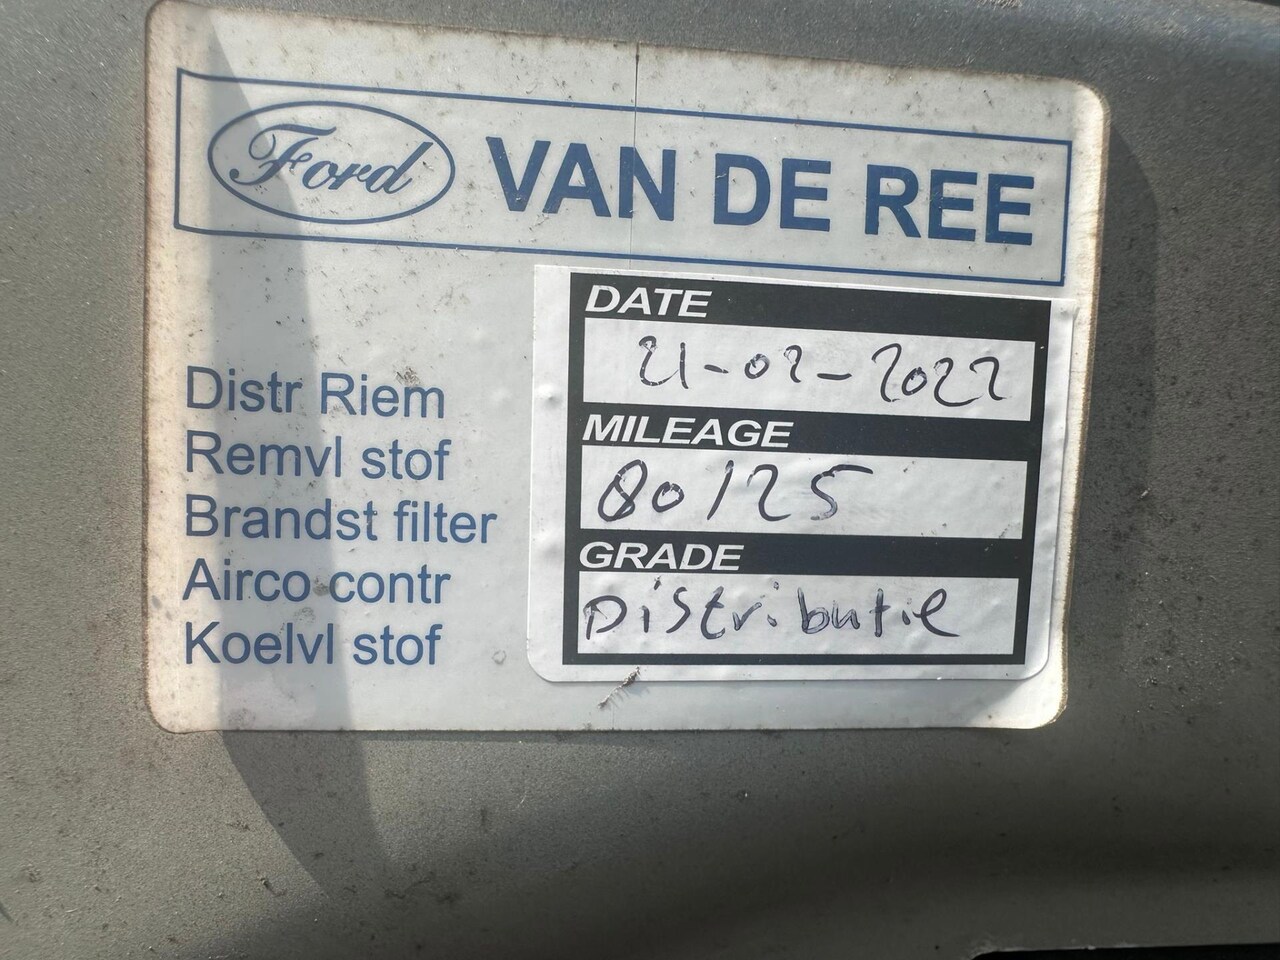 Ford VAN DE REE
Distr Riem
Remvl stof
Brandst filter
Airco contr
Koelvl stof
DATE
21-02-2022
MILEAGE
80125
GRADE
Distributie